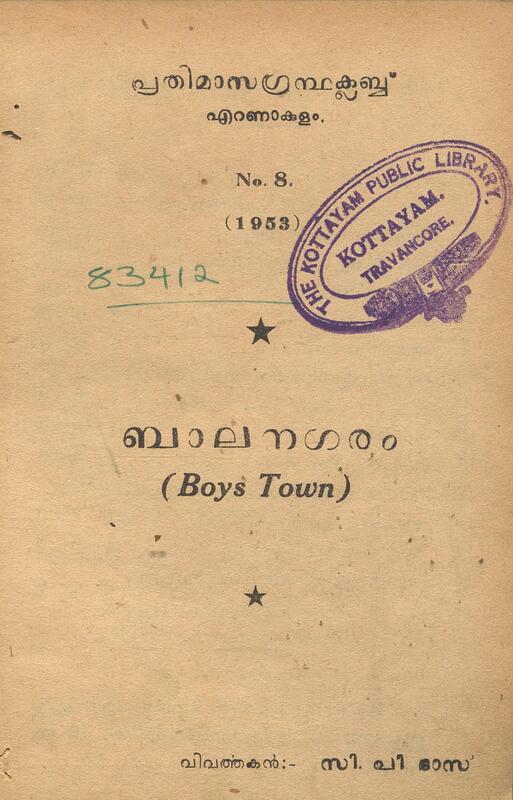 പ്രതിമാസഗ്രന്ഥക്ലബ്ബ്
എറണാകുളം.
No. 8.
(1953)
THE KOTTAYAM PUBLIC LIBRARY.
KOTTAYAM.
TRAVANCORE.
83412
ബാലനഗരം
(Boys Town)
വിവൎത്തകൻ:- സി. പി ദാസ്